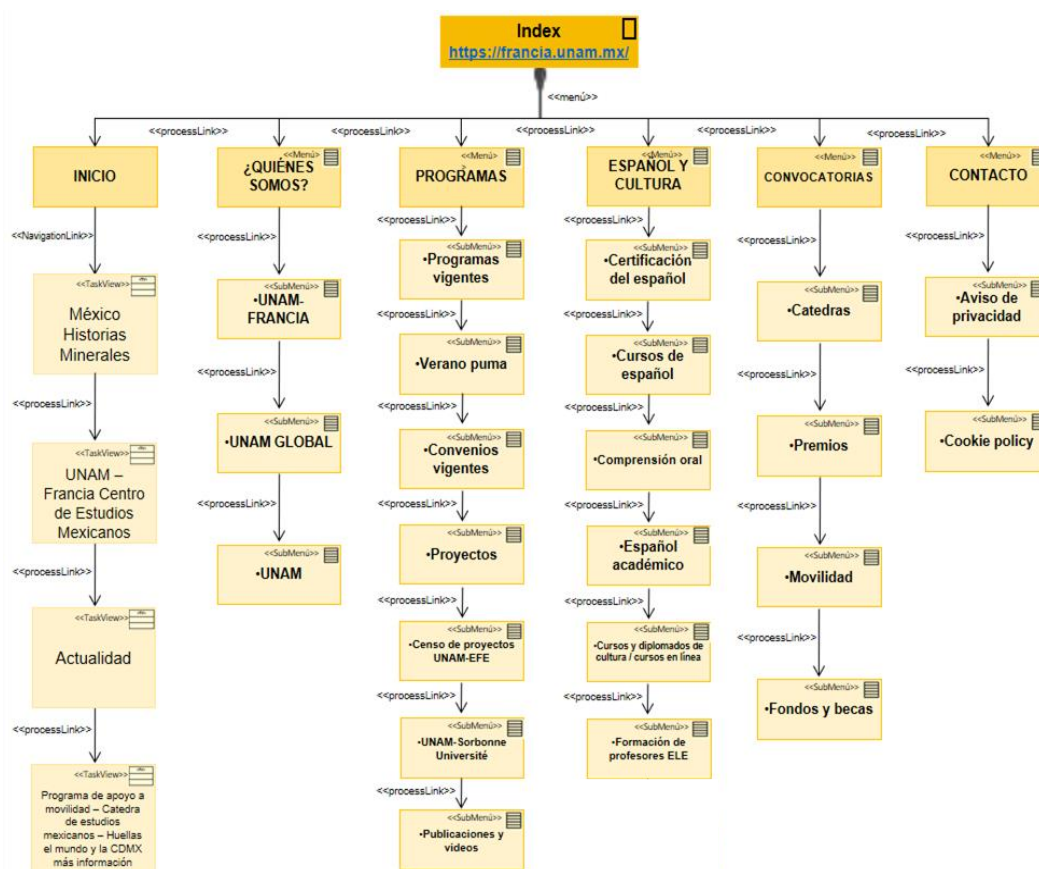 Index
https://francia.unam.mx/
<<menú>>
<<processLink>>
<<processLink>>
<<processLink>>
<<processLink>>
<<processLink>>
INICIO
<<NavigationLink>>
<<TaskView>>
México
Historias
Minerales
<<processLink>>
<<TaskView>>
UNAM –
Francia Centro
de Estudios
Mexicanos
<<processLink>>
<<TaskView>>
Actualidad
<<processLink>>
<<TaskView>>
Programa de apoyo a
movilidad – Catedra
de estudios
mexicanos – Huellas
el mundo y la CDMX
más información
<<Menú>>
¿QUIÉNES
SOMOS?
<<processLink>>
<<SubMenú>>
•UNAM-
FRANCIA
<<processLink>>
<<SubMenú>>
•UNAM GLOBAL
<<processLink>>
<<SubMenú>>
•UNAM
<<Menú>>
PROGRAMAS
<<processLink>>
<<SubMenú>>
•Programas
vigentes
<<processLink>>
<<SubMenú>>
•Verano puma
<<processLink>>
<<SubMenú>>
•Convenios
vigentes
<<processLink>>
<<SubMenú>>
•Proyectos
<<processLink>>
<<SubMenú>>
•Censo de proyectos
UNAM-EFE
<<processLink>>
<<SubMenú>>
•UNAM-Sorbonne
Université
<<processLink>>
<<SubMenú>>
•Publicaciones y
videos
<<Menú>>
ESPAÑOL Y
CULTURA
<<processLink>>
<<SubMenú>>
•Certificación
del español
<<processLink>>
<<SubMenú>>
•Cursos de
español
<<processLink>>
<<SubMenú>>
•Comprensión oral
<<processLink>>
<<SubMenú>>
•Español
académico
<<processLink>>
<<SubMenú>>
•Cursos y diplomados de
cultura / cursos en línea
<<processLink>>
<<SubMenú>>
•Formación de
profesores ELE
<<Menú>>
CONVOCATORIAS
<<processLink>>
<<SubMenú>>
•Catedras
<<processLink>>
<<SubMenú>>
•Premios
<<processLink>>
<<SubMenú>>
•Movilidad
<<processLink>>
<<SubMenú>>
•Fondos y becas
<<Menú>>
CONTACTO
<<processLink>>
<<SubMenú>>
•Aviso de
privacidad
<<processLink>>
<<SubMenú>>
•Cookie policy